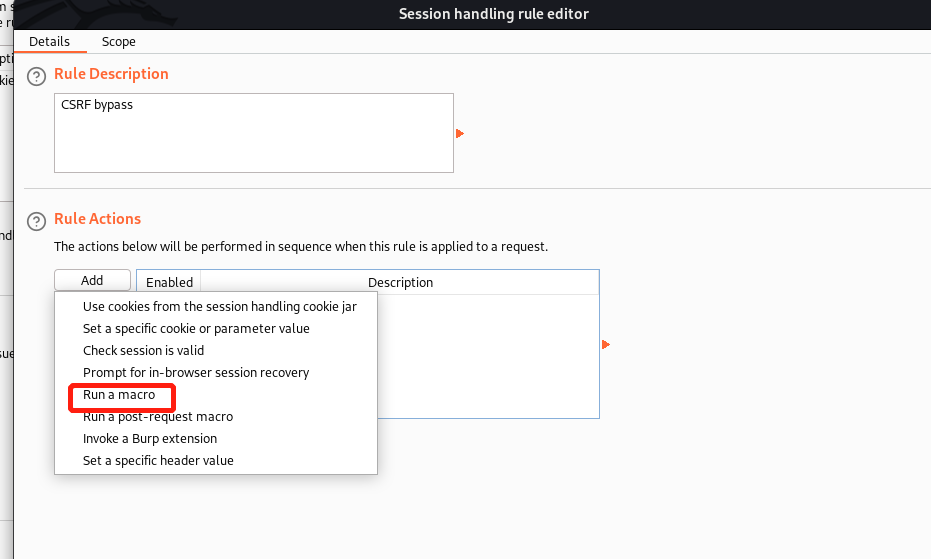 Session handling rule editor
Details Scope
Rule Description
CSRF bypass
Rule Actions
The actions below will be performed in sequence when this rule is applied to a request.
Add Enabled Description
Use cookies from the session handling cookie jar
Set a specific cookie or parameter value
Check session is valid
Prompt for in-browser session recovery
Run a macro
Run a post-request macro
Invoke a Burp extension
Set a specific header value